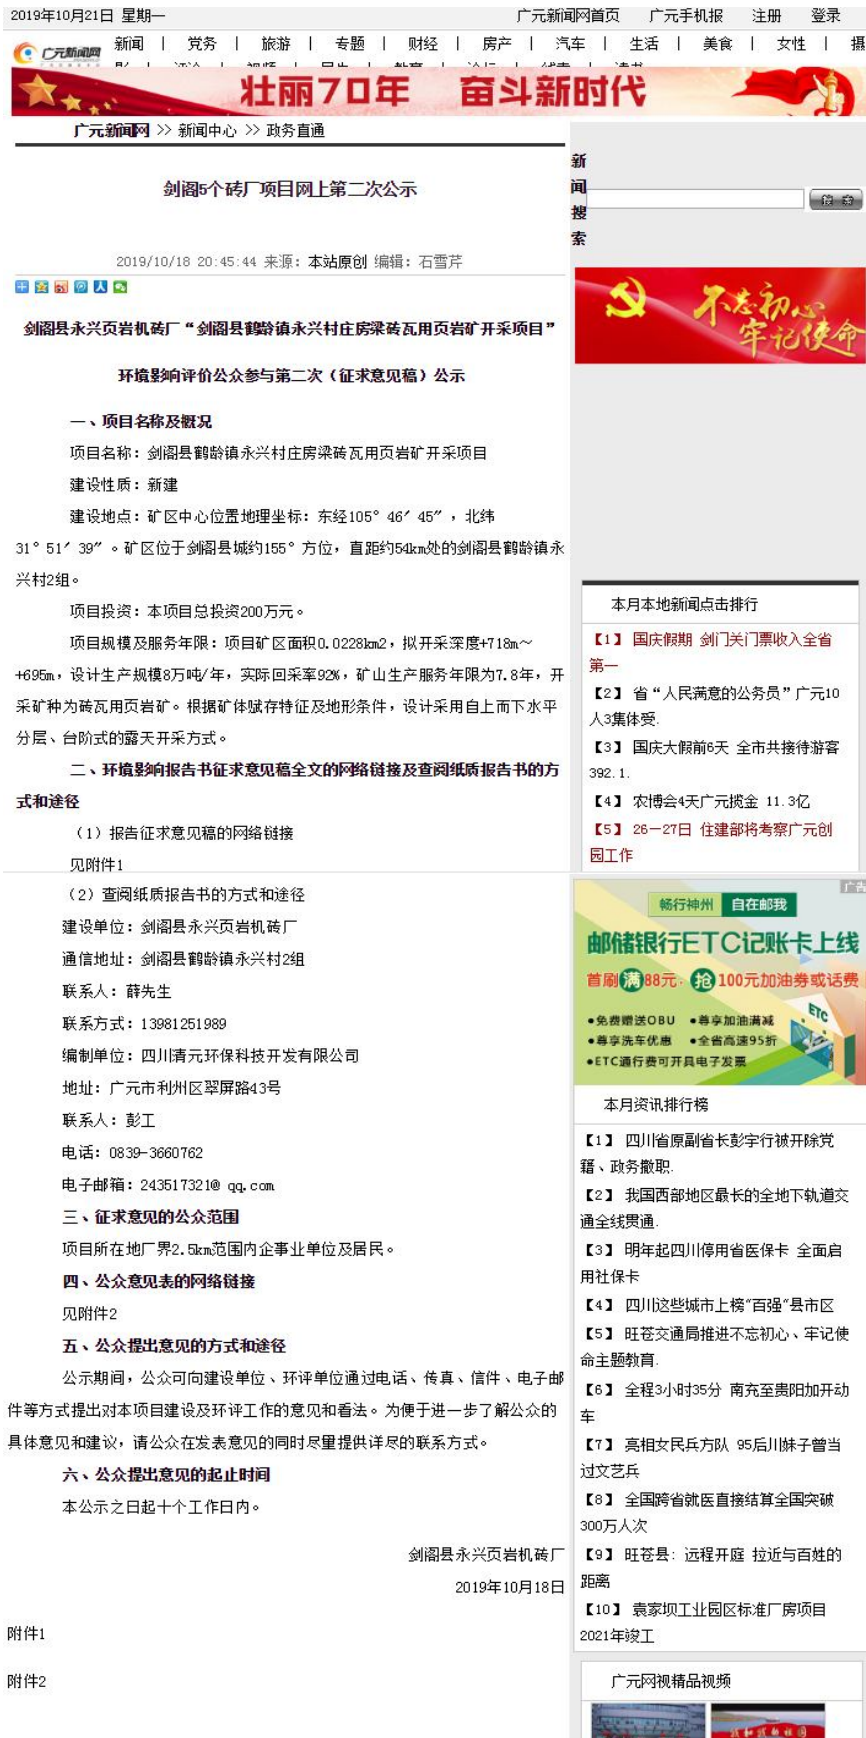 2019年10月21日 星期一
广元新闻网首页 广元手机报 注册 登录
广元新闻网
新闻 | 党务 | 旅游 | 专题 | 财经 | 房产 | 汽车 | 生活 | 美食 | 女性 | 摄
壮丽70年 奋斗新时代
广元新闻网 >> 新闻中心 >> 政务直通
剑阁5个砖厂项目网上第二次公示
2019/10/18 20:45:44 来源: 本站原创 编辑: 石雪芹
剑阁县永兴页岩机砖厂“剑阁县鹤龄镇永兴村庄房梁砖瓦用页岩矿开采项目”
环境影响评价公众参与第二次（征求意见稿）公示
一、项目名称及概况
项目名称：剑阁县鹤龄镇永兴村庄房梁砖瓦用页岩矿开采项目
建设性质：新建
建设地点：矿区中心位置地理坐标：东经105° 46′ 45″ ，北纬
31° 51′ 39″ 。矿区位于剑阁县城约155° 方位，直距约54km处的剑阁县鹤龄镇永
兴村2组。
项目投资：本项目总投资200万元。
项目规模及服务年限：项目矿区面积0.0228km2，拟开采深度+718m～
+695m，设计生产规模8万吨/年，实际回采率92%，矿山生产服务年限为7.8年，开
采矿种为砖瓦用页岩矿。根据矿体赋存特征及地形条件，设计采用自上而下水平
分层、台阶式的露天开采方式。
二、环境影响报告书征求意见稿全文的网络链接及查阅纸质报告书的方
式和途径
（1）报告征求意见稿的网络链接
见附件1
（2）查阅纸质报告书的方式和途径
建设单位：剑阁县永兴页岩机砖厂
通信地址：剑阁县鹤龄镇永兴村2组
联系人：薛先生
联系方式：13981251989
编制单位：四川清元环保科技开发有限公司
地址：广元市利州区翠屏路43号
联系人：彭工
电话：0839-3660762
电子邮箱：243517321@ qq.com
三、征求意见的公众范围
项目所在地厂界2.5km范围内企事业单位及居民。
四、公众意见表的网络链接
见附件2
五、公众提出意见的方式和途径
公示期间，公众可向建设单位、环评单位通过电话、传真、信件、电子邮
件等方式提出对本项目建设及环评工作的意见和看法。为便于进一步了解公众的
具体意见和建议，请公众在发表意见的同时尽量提供详尽的联系方式。
六、公众提出意见的起止时间
本公示之日起十个工作日内。
剑阁县永兴页岩机砖厂
2019年10月18日
附件1
附件2
新
闻
搜
索
搜 索
不忘初心
牢记使命
本月本地新闻点击排行
【1】 国庆假期 剑门关门票收入全省
第一
【2】 省“人民满意的公务员”广元10
人3集体受.
【3】 国庆大假前6天 全市共接待游客
392.1.
【4】 农博会4天广元揽金 11.3亿
【5】 26－27日 住建部将考察广元创
园工作
广告
畅行神州 自在邮我
邮储银行ETC记账卡上线
首刷满88元，抢100元加油券或话费
●免费赠送OBU ●尊享加油满减
●尊享洗车优惠 ●全省高速95折
●ETC通行费可开具电子发票
ETC
本月资讯排行榜
【1】 四川省原副省长彭宇行被开除党
籍、政务撤职.
【2】 我国西部地区最长的全地下轨道交
通全线贯通.
【3】 明年起四川停用省医保卡 全面启
用社保卡
【4】 四川这些城市上榜“百强”县市区
【5】 旺苍交通局推进不忘初心、牢记使
命主题教育.
【6】 全程3小时35分 南充至贵阳加开动
车
【7】 亮相女民兵方队 95后川妹子曾当
过文艺兵
【8】 全国跨省就医直接结算全国突破
300万人次
【9】 旺苍县: 远程开庭 拉近与百姓的
距离
【10】 袁家坝工业园区标准厂房项目
2021年竣工
广元网视精品视频
我和我的祖国